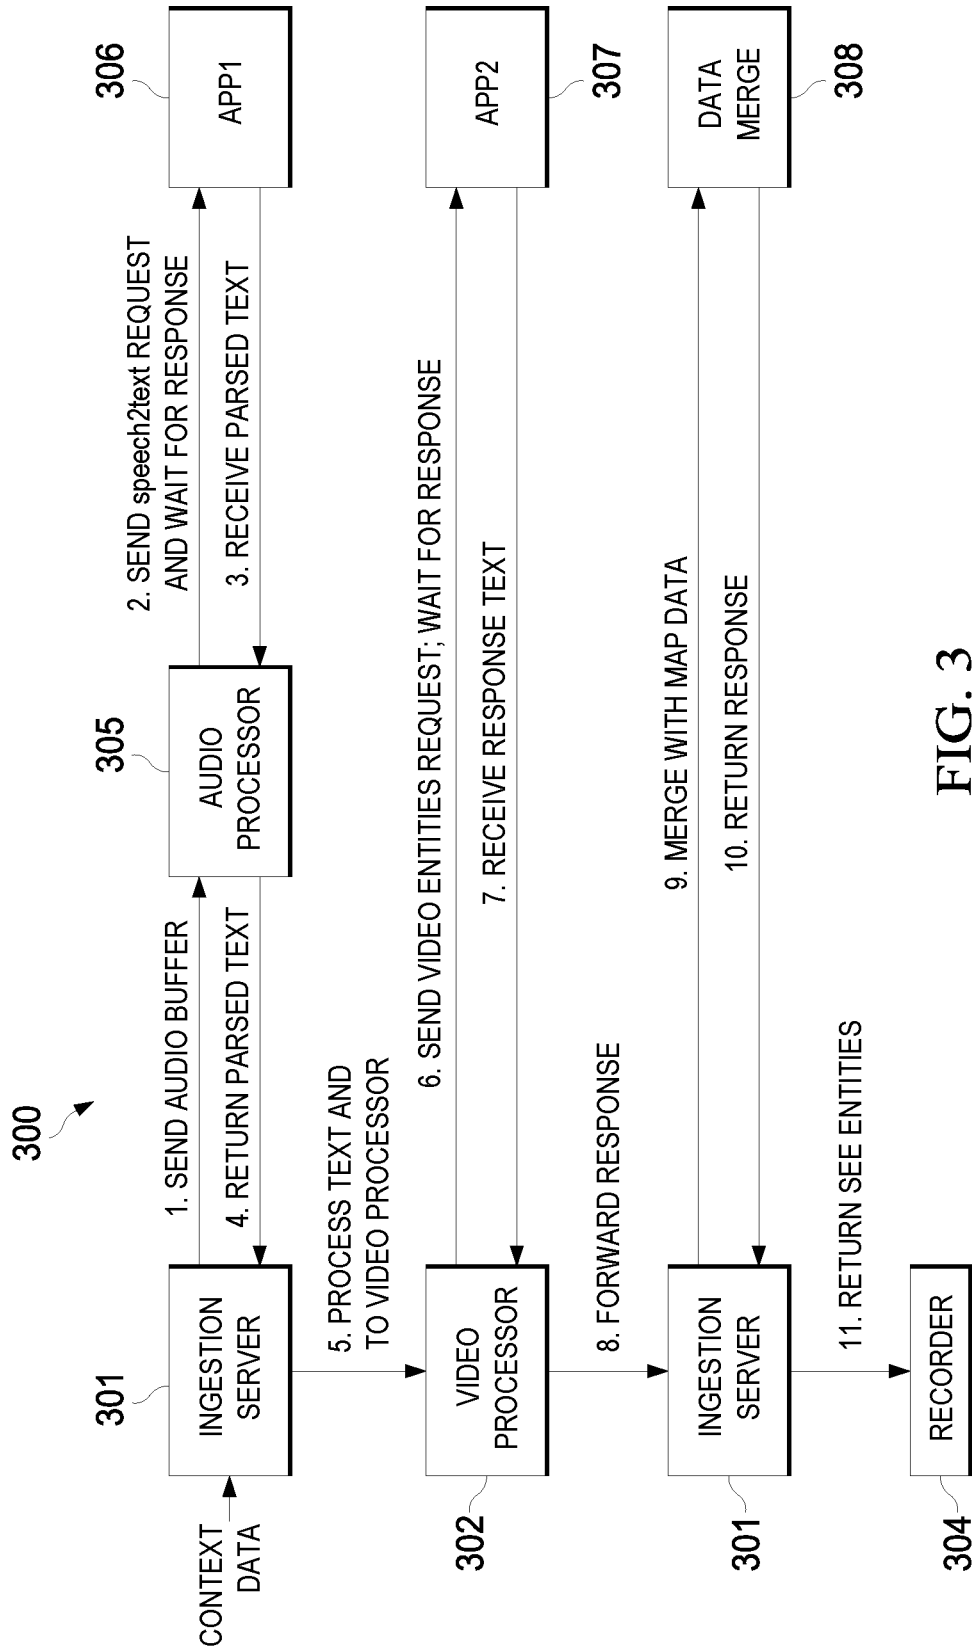 300
CONTEXT
DATA
301
INGESTION
SERVER
1. SEND AUDIO BUFFER
4. RETURN PARSED TEXT
305
AUDIO
PROCESSOR
2. SEND speech2text REQUEST
AND WAIT FOR RESPONSE
3. RECEIVE PARSED TEXT
306
APP1
5. PROCESS TEXT AND
TO VIDEO PROCESSOR
302
VIDEO
PROCESSOR
6. SEND VIDEO ENTITIES REQUEST; WAIT FOR RESPONSE
7. RECEIVE RESPONSE TEXT
APP2
307
8. FORWARD RESPONSE
301
INGESTION
SERVER
9. MERGE WITH MAP DATA
10. RETURN RESPONSE
DATA
MERGE
308
11. RETURN SEE ENTITIES
304
RECORDER
FIG. 3